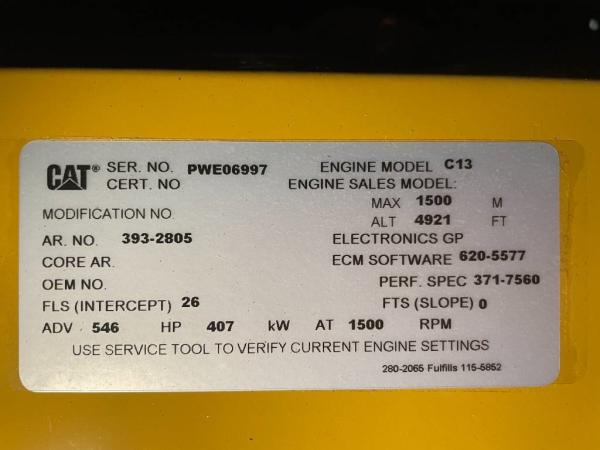 CAT® SER. NO. PWE06997 ENGINE MODEL C13
CERT. NO ENGINE SALES MODEL:
MAX 1500 M
MODIFICATION NO. ALT 4921 FT
AR. NO. 393-2805 ELECTRONICS GP
CORE AR. ECM SOFTWARE 620-5577
OEM NO. PERF. SPEC 371-7560
FLS (INTERCEPT) 26 FTS (SLOPE) 0
ADV 546 HP 407 kW AT 1500 RPM
USE SERVICE TOOL TO VERIFY CURRENT ENGINE SETTINGS
280-2065 Fulfills 115-5852